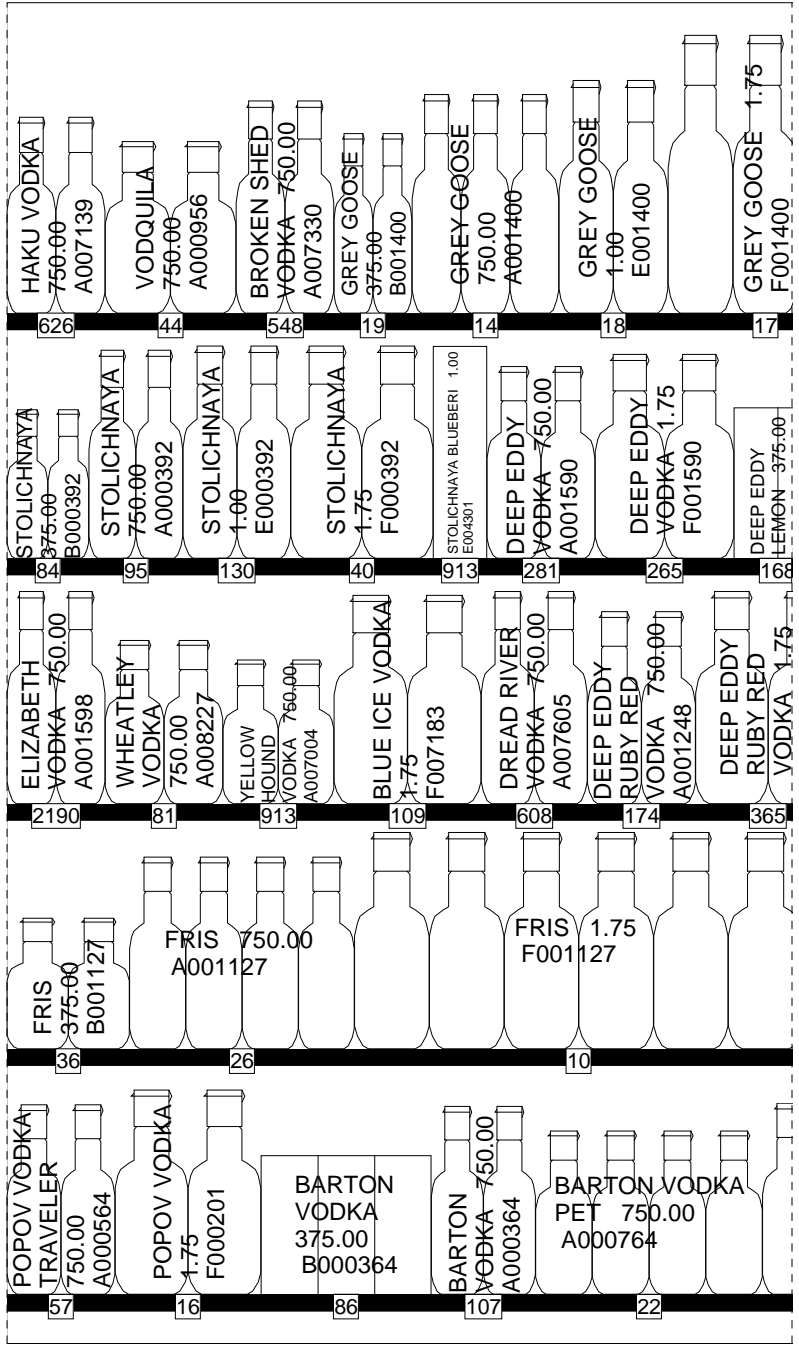 HAKU VODKA
750.00
A007139
VODQUILA
750.00
A000956
BROKEN SHED
VODKA 750.00
A007330
GREY GOOSE
375.00
B001400
GREY GOOSE
750.00
A001400
GREY GOOSE
1.00
E001400
GREY GOOSE 1.75
F001400
626
44
548
19
14
18
17
STOLICHNAYA
375.00
B000392
STOLICHNAYA
750.00
A000392
STOLICHNAYA
1.00
E000392
STOLICHNAYA
1.75
F000392
STOLICHNAYA BLUEBERI 1.00
E004301
DEEP EDDY
VODKA 750.00
A001590
DEEP EDDY
VODKA 1.75
F001590
DEEP EDDY
LEMON 375.00
84
95
130
40
913
281
265
168
ELIZABETH
VODKA 750.00
A001598
WHEATLEY
VODKA
750.00
A008227
YELLOW
HOUND
VODKA 750.00
A007004
BLUE ICE VODKA
1.75
F007183
DREAD RIVER
VODKA 750.00
A007605
DEEP EDDY
RUBY RED
VODKA 750.00
A001248
DEEP EDDY
RUBY RED
VODKA 1.75
2190
81
913
109
608
174
365
FRIS
375.00
B001127
FRIS 750.00
A001127
FRIS 1.75
F001127
36
26
10
POPOV VODKA
TRAVELER
750.00
A000564
POPOV VODKA
1.75
F000201
BARTON
VODKA
375.00
B000364
BARTON
VODKA 750.00
A000364
BARTON VODKA
PET 750.00
A000764
57
16
86
107
22